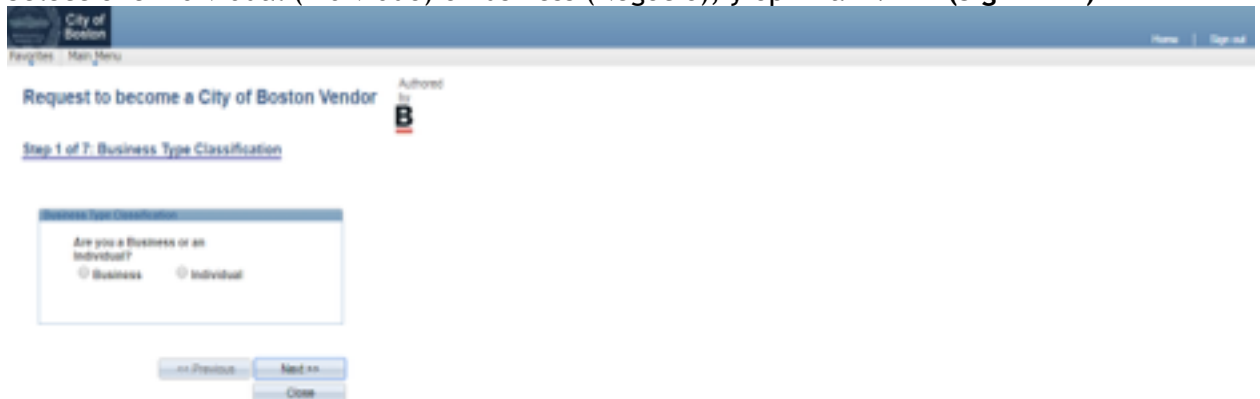 City of
Boston
Home | Sign out
Favorites Main Menu
Request to become a City of Boston Vendor
Authored
by
B
Step 1 of 7: Business Type Classification
Business Type Classification
Are you a Business or an
Individual?
Business Individual
<< Previous Next >>
Close